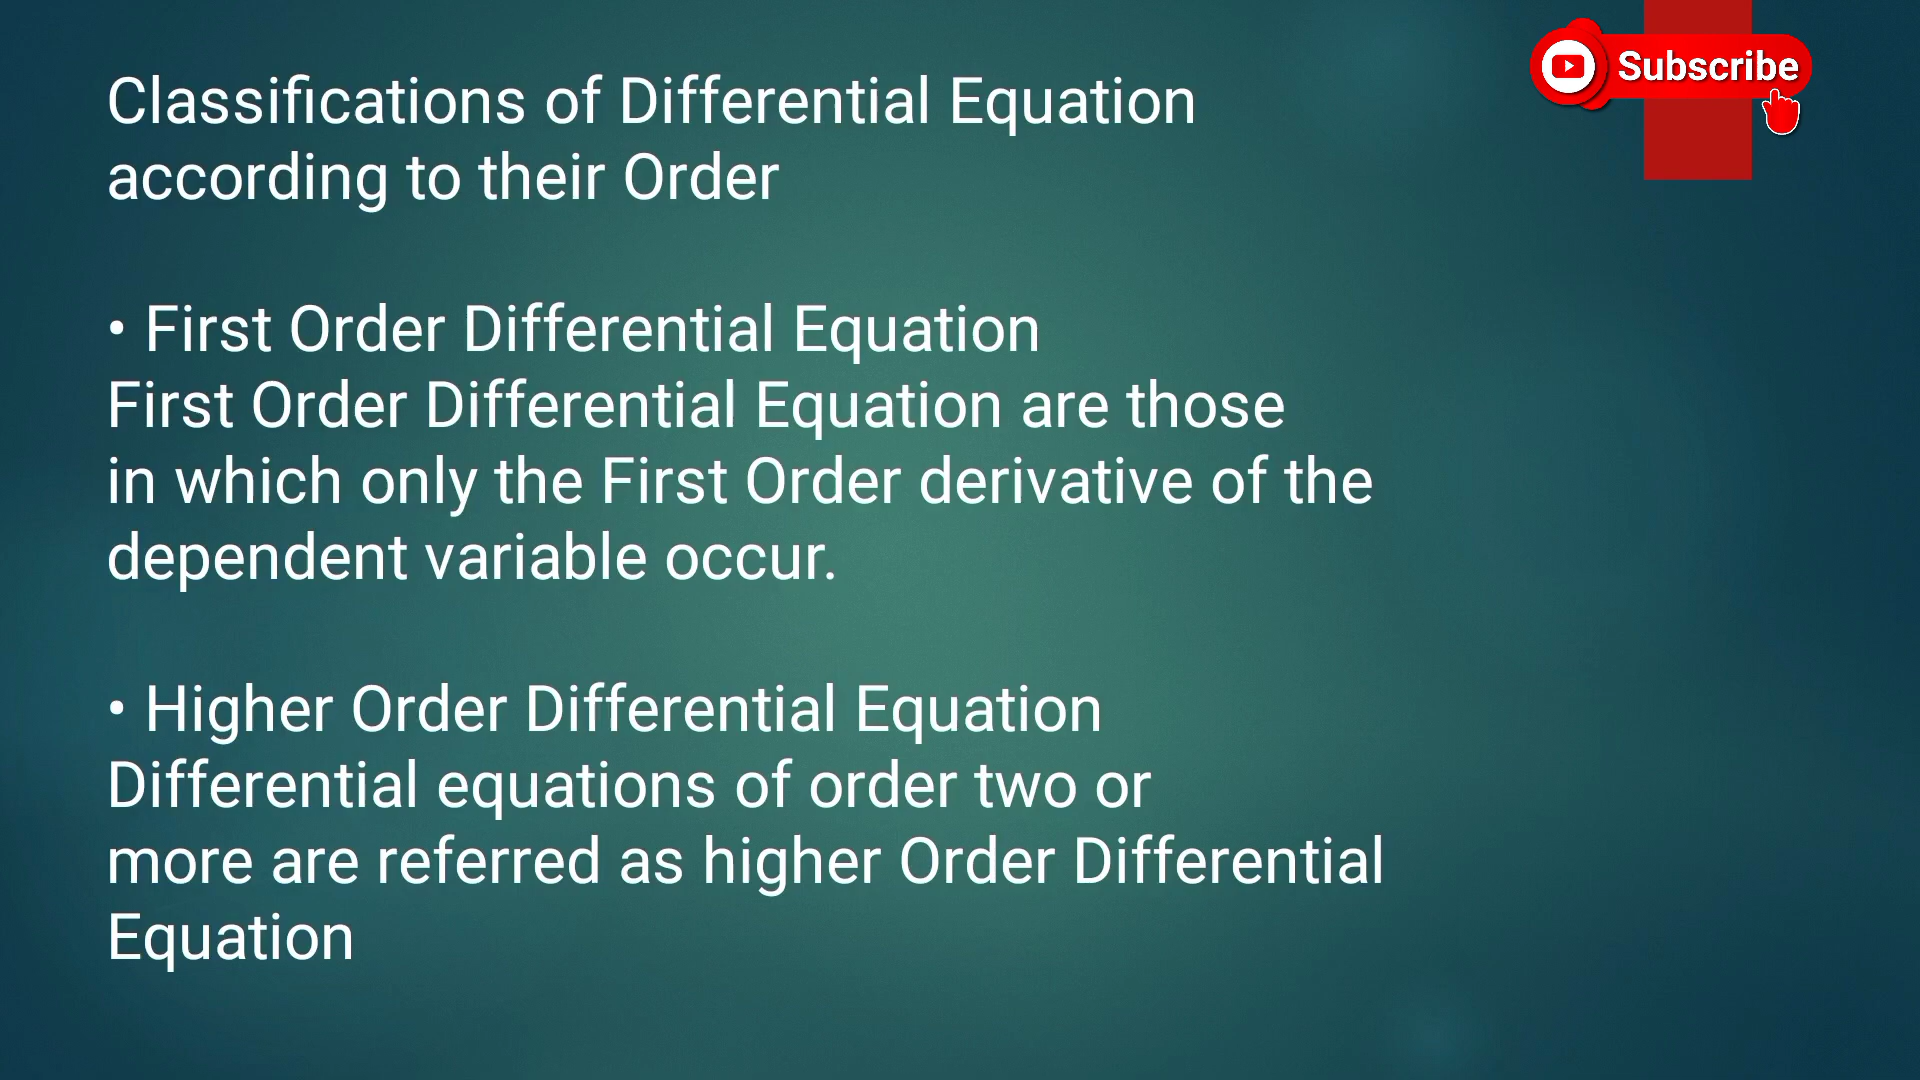 Subscribe
Classifications of Differential Equation
according to their Order
• First Order Differential Equation
First Order Differential Equation are those
in which only the First Order derivative of the
dependent variable occur.
• Higher Order Differential Equation
Differential equations of order two or
more are referred as higher Order Differential
Equation